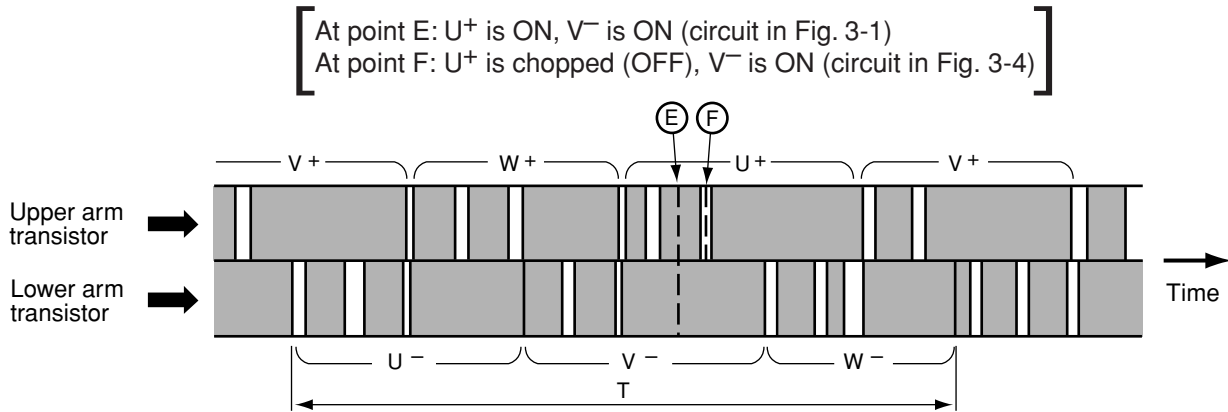 At point E: U+ is ON, V− is ON (circuit in Fig. 3-1)
At point F: U+ is chopped (OFF), V− is ON (circuit in Fig. 3-4)
E F
V+ W+ U+ V+
Upper arm
transistor
Lower arm
transistor
Time
U− V− W−
T